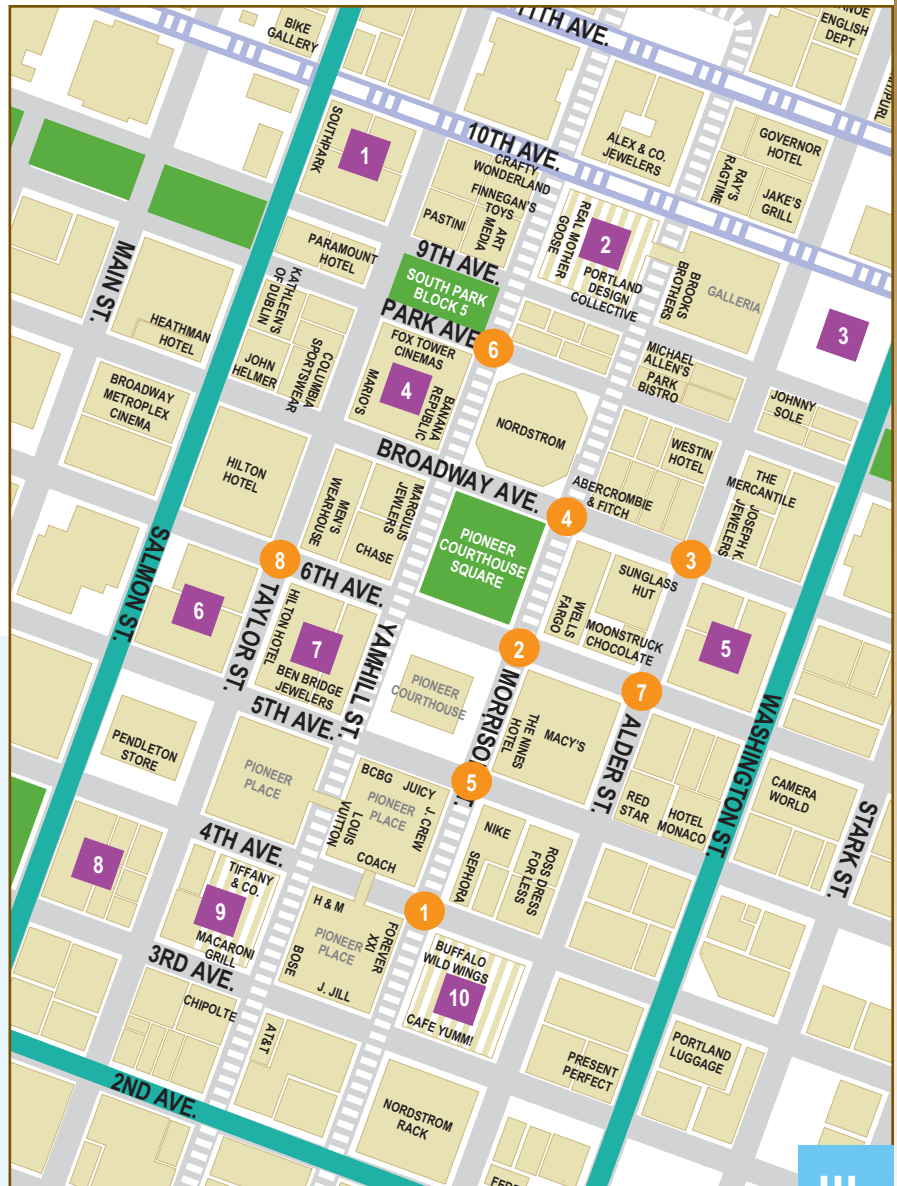 11TH AVE.
BIKE
GALLERY
ENGLISH
DEPT
10TH AVE.
SOUTHPARK
1
ALEX & CO.
JEWELERS
GOVERNOR
HOTEL
RAY'S
RAGTIME
JAKE'S
GRILL
CRAFTY
WONDERLAND
FINNEGAN'S
TOYS
ART
MEDIA
PASTINI
REAL MOTHER
GOOSE
2
PORTLAND
DESIGN
COLLECTIVE
9TH AVE.
PARAMOUNT
HOTEL
SOUTH PARK
BLOCK 5
BROOKS
BROTHERS
GALLERIA
3
MAIN ST.
KATHLEEN'S
OF DUBLIN
HEATHMAN
HOTEL
PARK AVE
6
FOX TOWER
CINEMAS
4
MARIO'S
BANANA
REPUBLIC
JOHN
HELMER
COLUMBIA
SPORTSWEAR
MICHAEL
ALLEN'S
PARK
BISTRO
JOHNNY
SOLE
BROADWAY
METROPLEX
CINEMA
NORDSTROM
WESTIN
HOTEL
HILTON
HOTEL
BROADWAY AVE.
ABERCROMBIE
& FITCH
THE
MERCANTILE
JOSEPH K.
JEWELERS
MEN'S
WEARHOUSE
MARGULIS
JEWELERS
CHASE
PIONEER
COURTHOUSE
SQUARE
4
3
SALMON ST.
8
6TH AVE.
SUNGLASS
HUT
WELLS
FARGO
MOONSTRUCK
CHOCOLATE
6
TAYLOR ST.
HILTON HOTEL
7
BEN BRIDGE
JEWELERS
YAMHILL ST.
2
5
PIONEER
COURTHOUSE
MORRISON ST.
7
5TH AVE.
THE NINES
HOTEL
MACY'S
ALDER ST.
WASHINGTON ST.
PENDLETON
STORE
PIONEER
PLACE
BCBG
JUICY
J. CREW
PIONEER
PLACE
LOUIS
VUITTON
COACH
5
RED
STAR
HOTEL
MONACO
CAMERA
WORLD
STARK ST.
NIKE
SEPHORA
ROSS DRESS
FOR LESS
4TH AVE.
8
TIFFANY
& CO.
9
MACARONI
GRILL
H & M
PIONEER
PLACE
FOREVER
XXI
BOSE
J. JILL
1
BUFFALO
WILD WINGS
10
CAFE YUMM!
3RD AVE.
CHIPOTLE
AT&T
PRESENT
PERFECT
PORTLAND
LUGGAGE
2ND AVE.
NORDSTROM
RACK